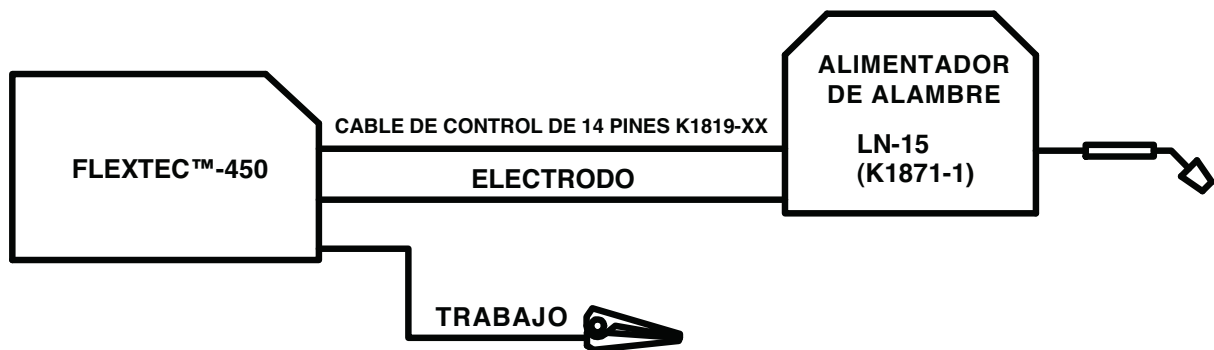 FLEXTEC™-450
CABLE DE CONTROL DE 14 PINES K1819-XX
ELECTRODO
TRABAJO
ALIMENTADOR
DE ALAMBRE
LN-15
(K1871-1)